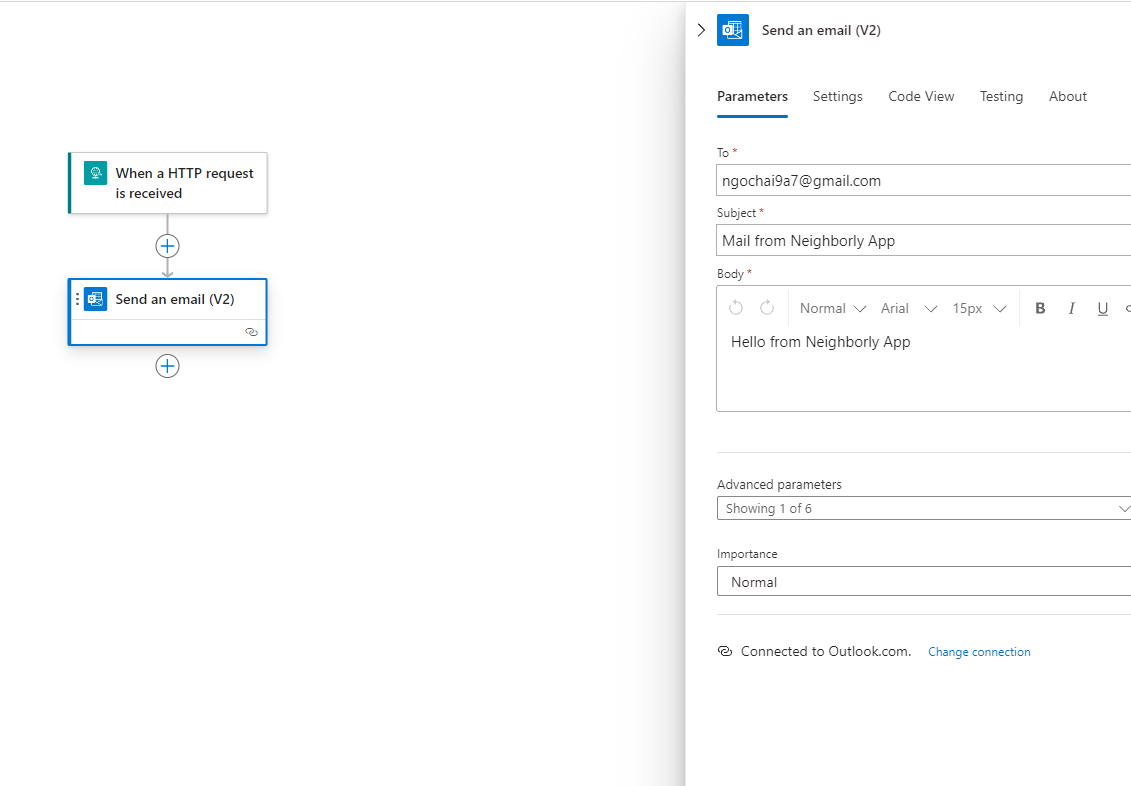 When a HTTP request
is received
Send an email (V2)
Send an email (V2)
Parameters Settings Code View Testing About
To *
ngochai9a7@gmail.com
Subject *
Mail from Neighborly App
Body *
Normal Arial 15px B I U
Hello from Neighborly App
Advanced parameters
Showing 1 of 6
Importance
Normal
Connected to Outlook.com. Change connection